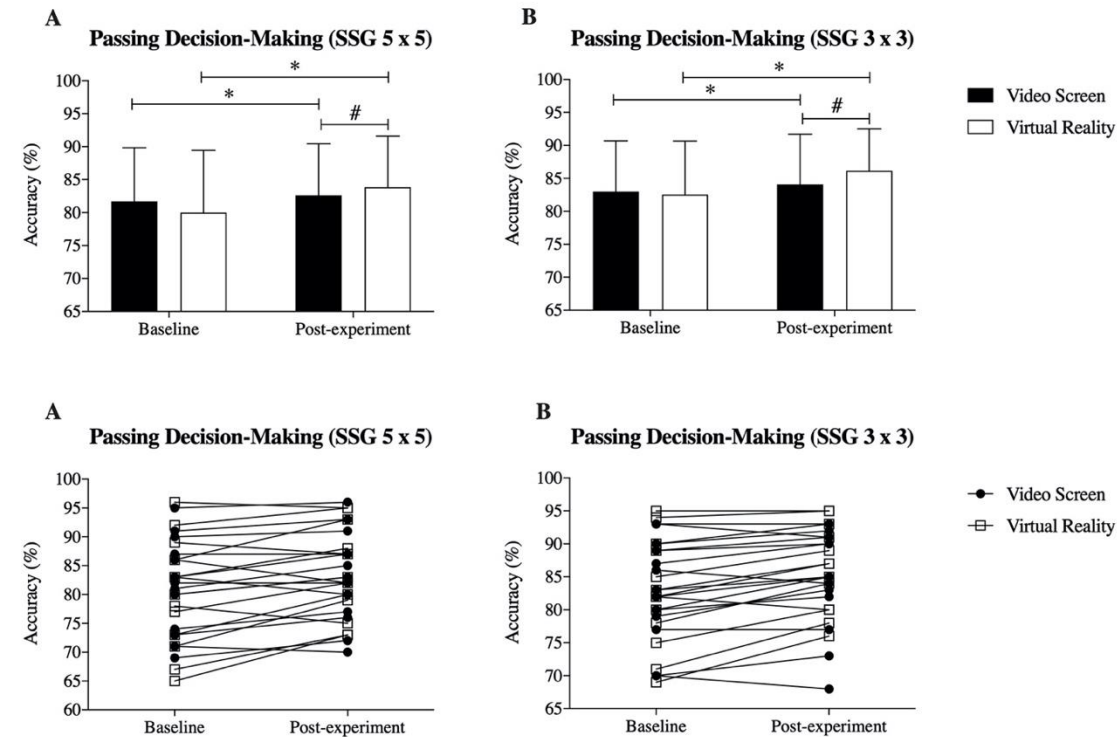 A
Passing Decision-Making (SSG 5 x 5)
100
95
90
85
80
75
70
65
Accuracy (%)
*
*
#
Baseline
Post-experiment
B
Passing Decision-Making (SSG 3 x 3)
100
95
90
85
80
75
70
65
Accuracy (%)
*
*
#
Baseline
Post-experiment
Video Screen
Virtual Reality
A
Passing Decision-Making (SSG 5 x 5)
100
95
90
85
80
75
70
65
60
Accuracy (%)
Baseline
Post-experiment
B
Passing Decision-Making (SSG 3 x 3)
100
95
90
85
80
75
70
65
Accuracy (%)
Baseline
Post-experiment
Video Screen
Virtual Reality